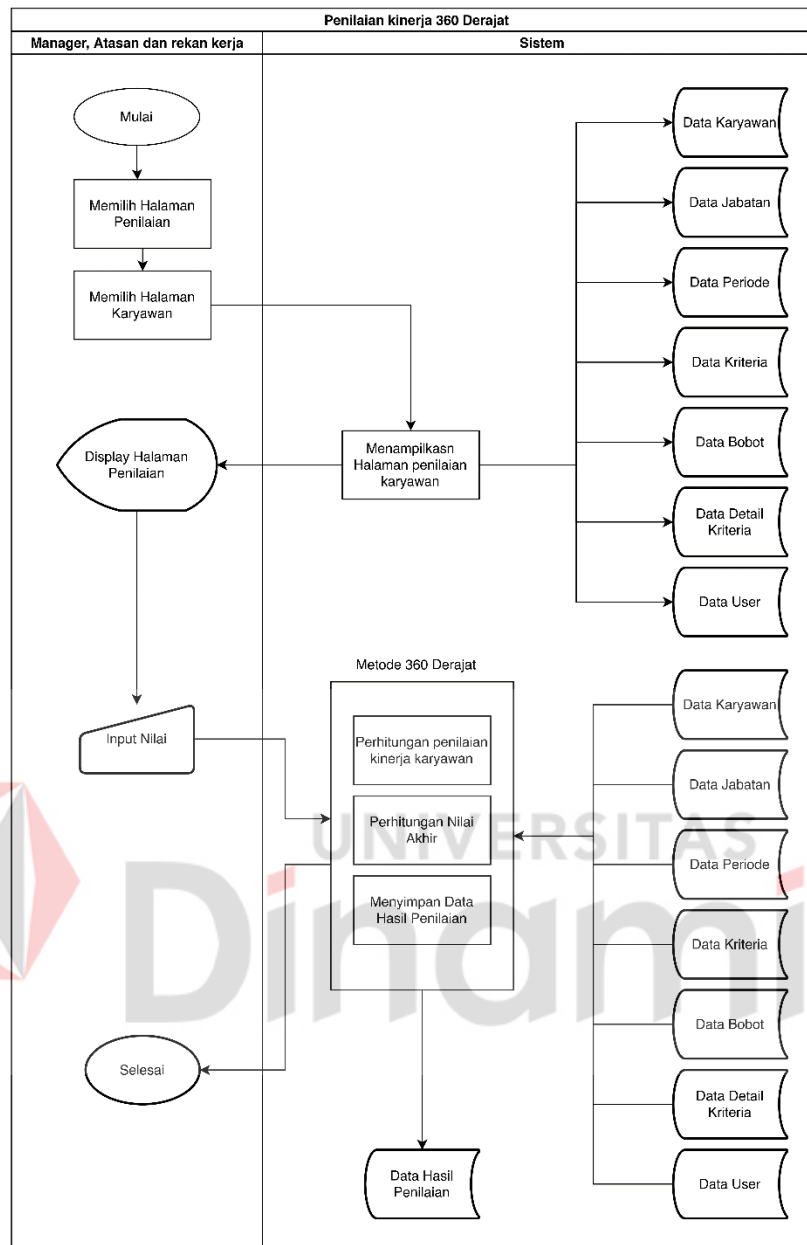 Penilaian kinerja 360 Derajat
Manager, Atasan dan rekan kerja
Sistem
Mulai
Memilih Halaman
Penilaian
Memilih Halaman
Karyawan
Menampilkasn
Halaman penilaian
karyawan
Display Halaman
Penilaian
Data Karyawan
Data Jabatan
Data Periode
Data Kriteria
Data Bobot
Data Detail
Kriteria
Data User
Input Nilai
Metode 360 Derajat
Perhitungan penilaian
kinerja karyawan
Perhitungan Nilai
Akhir
Menyimpan Data
Hasil Penilaian
Data Karyawan
Data Jabatan
Data Periode
Data Kriteria
Data Bobot
Data Detail
Kriteria
Data User
Selesai
Data Hasil
Penilaian
UNIVERSITAS
Dinami